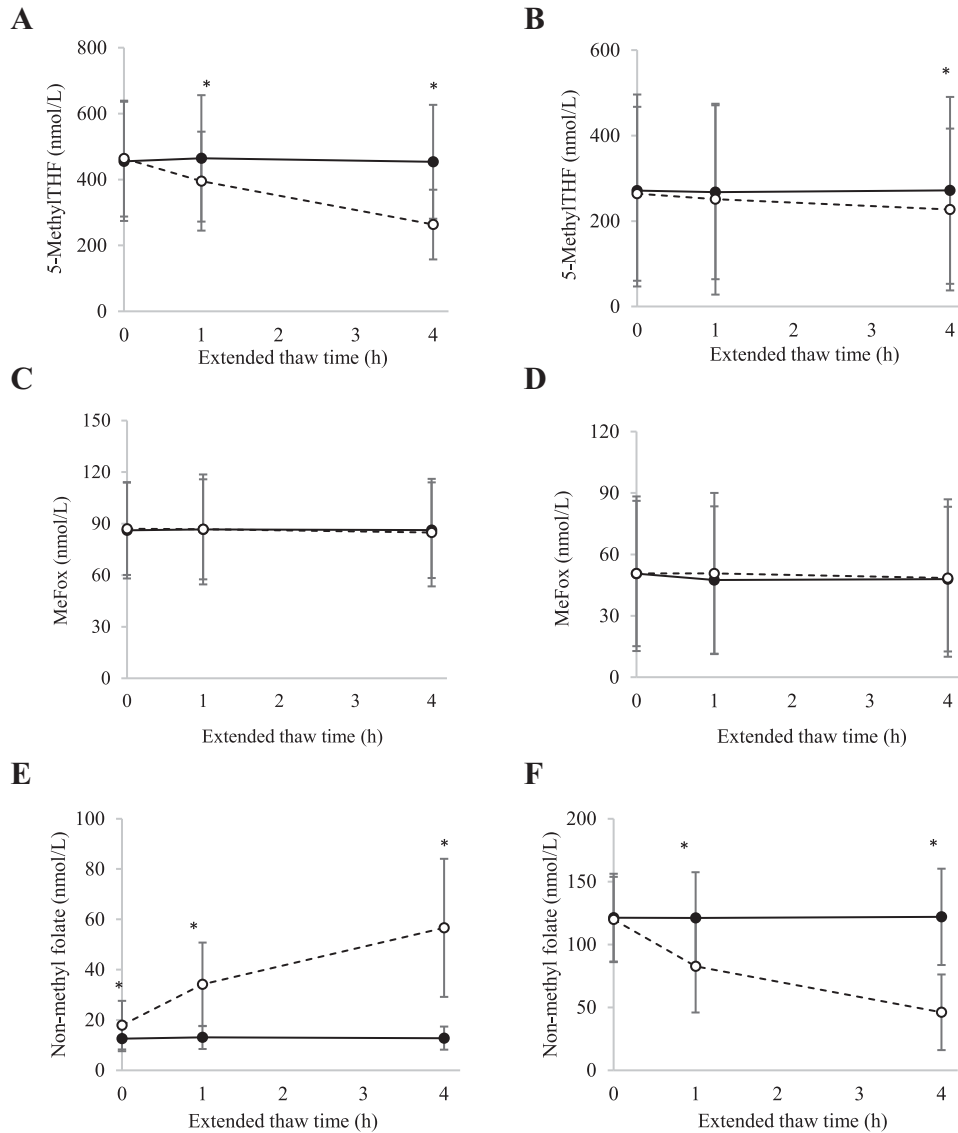 A
800
600
400
200
0
5-MethylTHF (nmol/L)
*
*
0 1 2 3 4
Extended thaw time (h)
B
600
400
200
0
5-MethylTHF (nmol/L)
*
0 1 2 3 4
Extended thaw time (h)
C
150
120
90
60
30
0
MeFox (nmol/L)
0 1 2 3 4
Extended thaw time (h)
D
120
90
60
30
0
MeFox (nmol/L)
0 1 2 3 4
Extended thaw time (h)
E
100
80
60
40
20
0
Non-methyl folate (nmol/L)
*
*
*
0 1 2 3 4
Extended thaw time (h)
F
200
150
100
50
0
Non-methyl folate (nmol/L)
*
*
0 1 2 3 4
Extended thaw time (h)